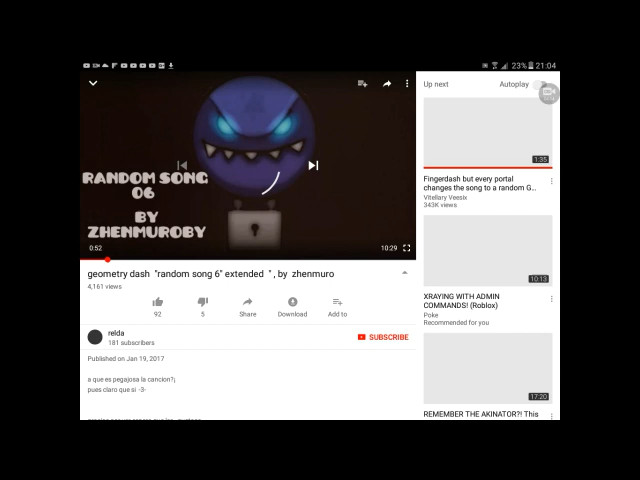 23% 21:04
RANDOM SONG
06
BY
ZHENMUROBY
0:52
10:29
geometry dash "random song 6" extended " , by zhenmuro
4,161 views
92
5
Share
Download
Add to
relda
181 subscribers
SUBSCRIBE
Published on Jan 19, 2017
a que es pegajosa la cancion?¡
pues claro que si -3-
Up next
Autoplay
1:35
Fingerdash but every portal
changes the song to a random G...
Vitellary Veesix
343K views
10:13
XRAYING WITH ADMIN
COMMANDS! (Roblox)
Poke
Recommended for you
17:20
REMEMBER THE AKINATOR?! This